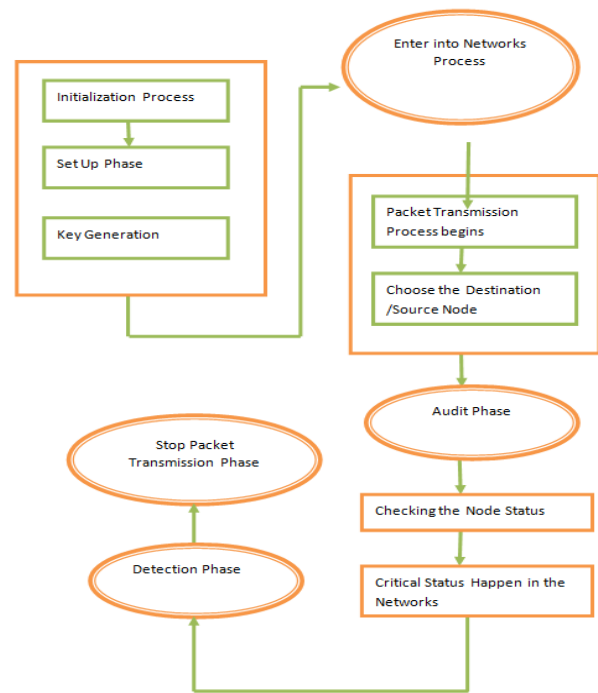 Enter into Networks
Process
Initialization Process
Set Up Phase
Key Generation
Packet Transmission
Process begins
Choose the Destination
/Source Node
Audit Phase
Checking the Node Status
Critical Status Happen in the
Networks
Detection Phase
Stop Packet
Transmission Phase